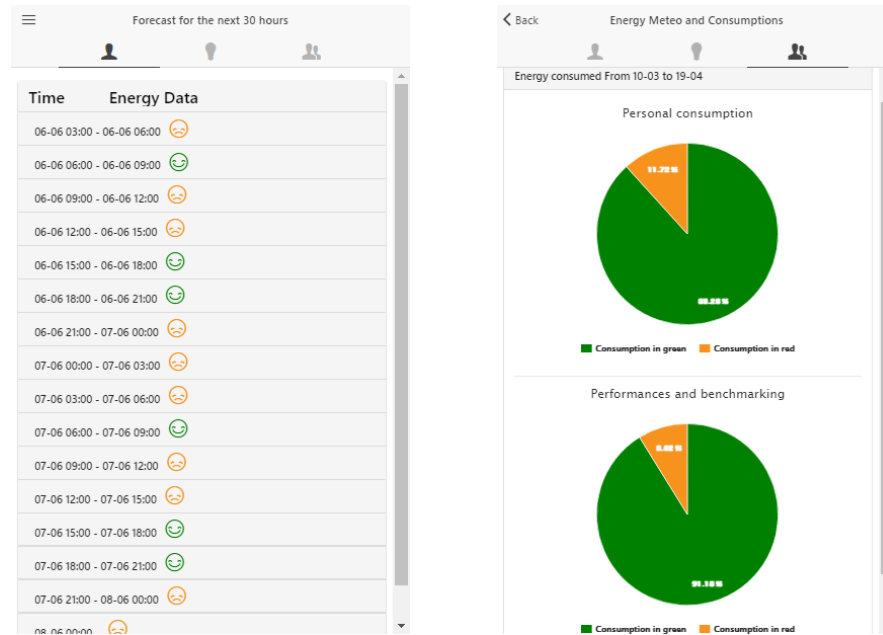 Forecast for the next 30 hours
Time Energy Data
06-06 03:00 - 06-06 06:00
06-06 06:00 - 06-06 09:00
06-06 09:00 - 06-06 12:00
06-06 12:00 - 06-06 15:00
06-06 15:00 - 06-06 18:00
06-06 18:00 - 06-06 21:00
06-06 21:00 - 07-06 00:00
07-06 00:00 - 07-06 03:00
07-06 03:00 - 07-06 06:00
07-06 06:00 - 07-06 09:00
07-06 09:00 - 07-06 12:00
07-06 12:00 - 07-06 15:00
07-06 15:00 - 07-06 18:00
07-06 18:00 - 07-06 21:00
07-06 21:00 - 08-06 00:00
08-06 00:00
Back Energy Meteo and Consumptions
Energy consumed From 10-03 to 19-04
Personal consumption
11.72%
88.28%
Consumption in green Consumption in red
Performances and benchmarking
91.18%
Consumption in green Consumption in red